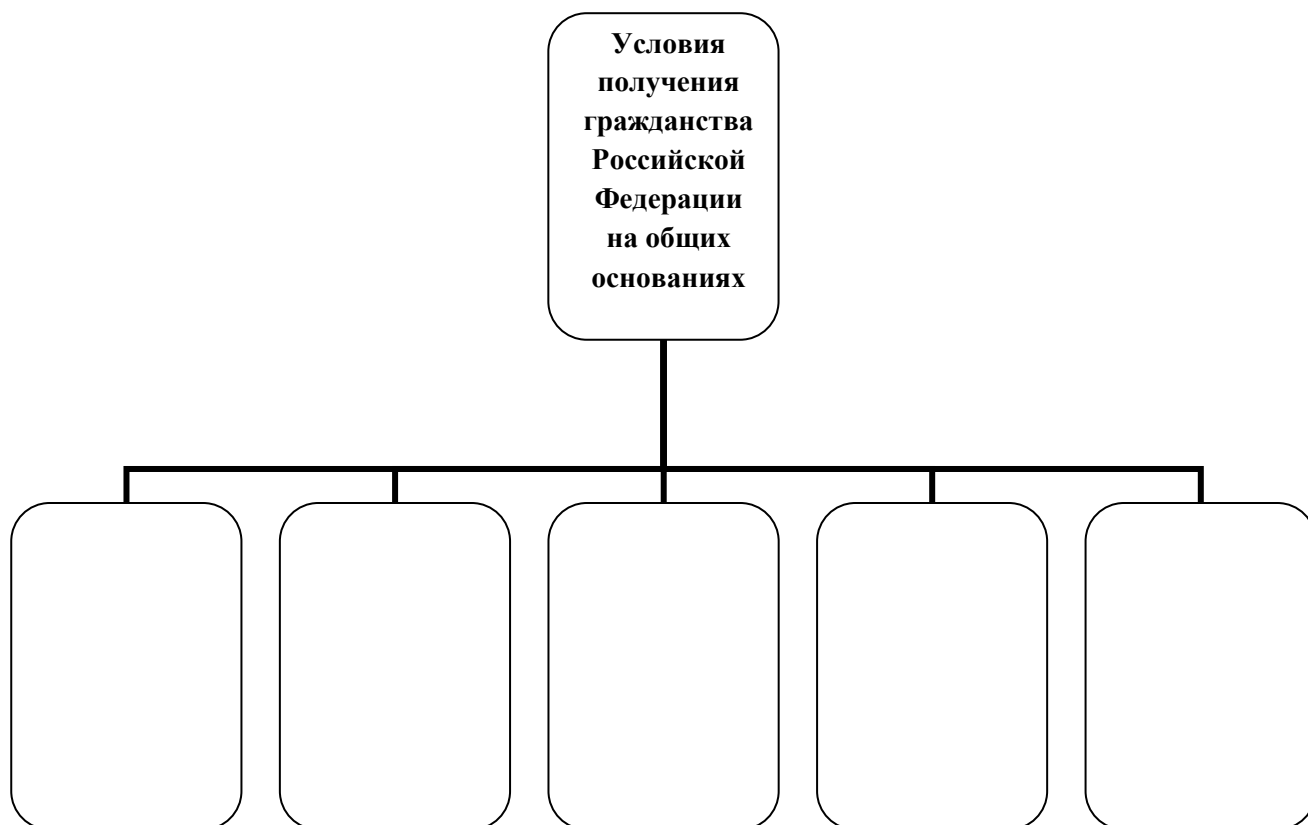 Условия
получения
гражданства
Российской
Федерации
на общих
основаниях